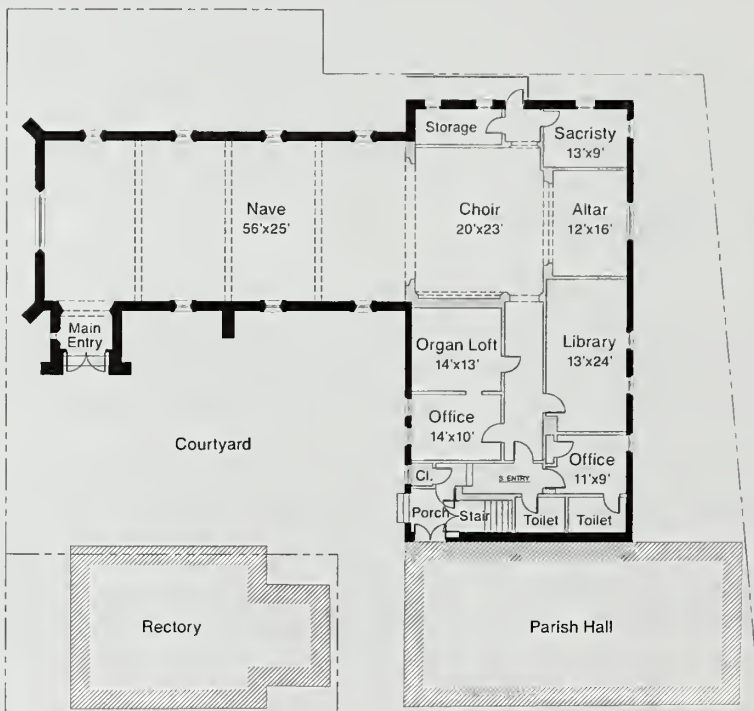 Storage
Sacristy
13'x9'
Nave
56'x25'
Choir
20'x23'
Altar
12'x16'
Main
Entry
Organ Loft
14'x13'
Library
13'x24'
Office
14'x10'
Courtyard
Office
11'x9'
Cl.
S ENTRY
Porch
Stair
Toilet
Toilet
Rectory
Parish Hall